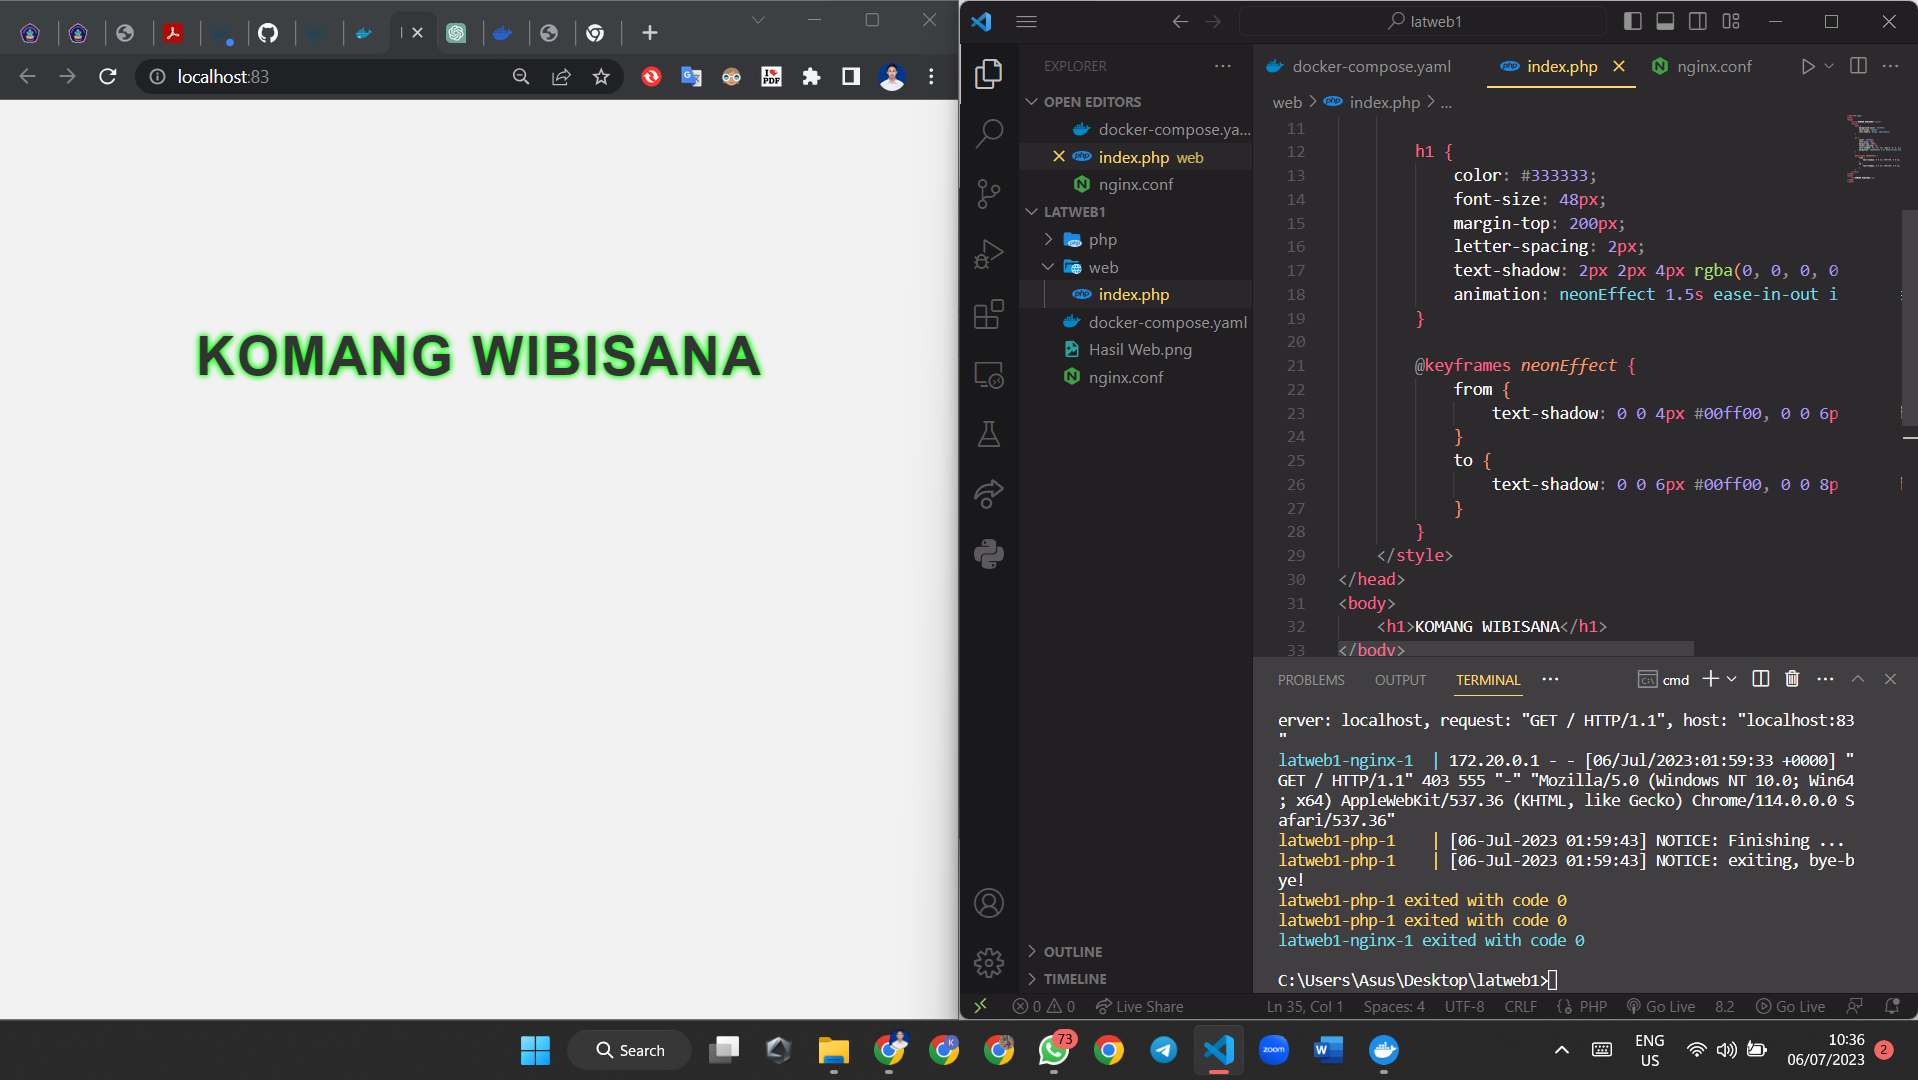 localhost:83
KOMANG WIBISANA
latweb1
EXPLORER
OPEN EDITORS
docker-compose.ya...
index.php web
nginx.conf
LATWEB1
php
web
index.php
docker-compose.yaml
Hasil Web.png
nginx.conf
OUTLINE
TIMELINE
docker-compose.yaml
index.php
nginx.conf
web > index.php > ...
11
12 h1 {
13 color: #333333;
14 font-size: 48px;
15 margin-top: 200px;
16 letter-spacing: 2px;
17 text-shadow: 2px 2px 4px rgba(0, 0, 0, 0
18 animation: neonEffect 1.5s ease-in-out i
19 }
20
21 @keyframes neonEffect {
22 from {
23 text-shadow: 0 0 4px #00ff00, 0 0 6p
24 }
25 to {
26 text-shadow: 0 0 6px #00ff00, 0 0 8p
27 }
28 }
29 </style>
30 </head>
31 <body>
32 <h1>KOMANG WIBISANA</h1>
33 </body>
PROBLEMS OUTPUT TERMINAL ... cmd
erver: localhost, request: "GET / HTTP/1.1", host: "localhost:83
"
latweb1-nginx-1 | 172.20.0.1 - - [06/Jul/2023:01:59:33 +0000] "
GET / HTTP/1.1" 403 555 "-" "Mozilla/5.0 (Windows NT 10.0; Win64
; x64) AppleWebKit/537.36 (KHTML, like Gecko) Chrome/114.0.0.0 S
afari/537.36"
latweb1-php-1 | [06-Jul-2023 01:59:43] NOTICE: Finishing ...
latweb1-php-1 | [06-Jul-2023 01:59:43] NOTICE: exiting, bye-b
ye!
latweb1-php-1 exited with code 0
latweb1-php-1 exited with code 0
latweb1-nginx-1 exited with code 0
C:\Users\Asus\Desktop\latweb1>
0 0 Live Share Ln 35, Col 1 Spaces: 4 UTF-8 CRLF PHP Go Live 8.2 Go Live
Search
73
zoom
ENG
US
10:36
06/07/2023
2